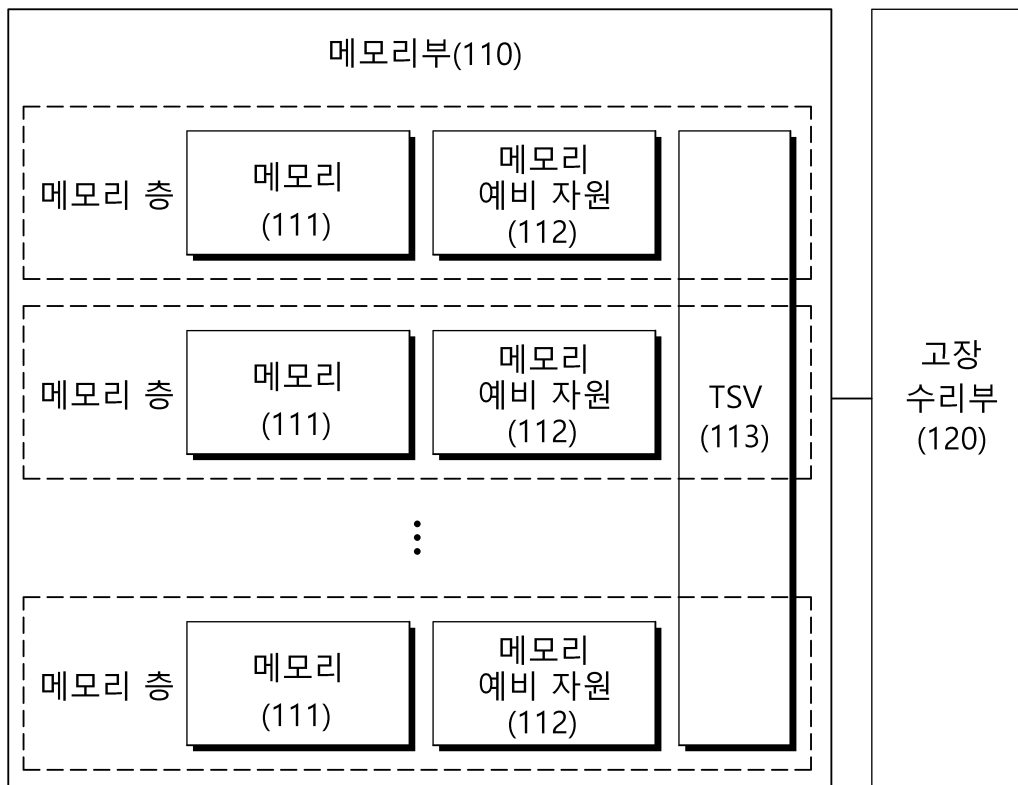 메모리부(110)
메모리 층
메모리
(111)
메모리
예비 자원
(112)
메모리 층
메모리
(111)
메모리
예비 자원
(112)
TSV
(113)
고장
수리부
(120)
메모리 층
메모리
(111)
메모리
예비 자원
(112)